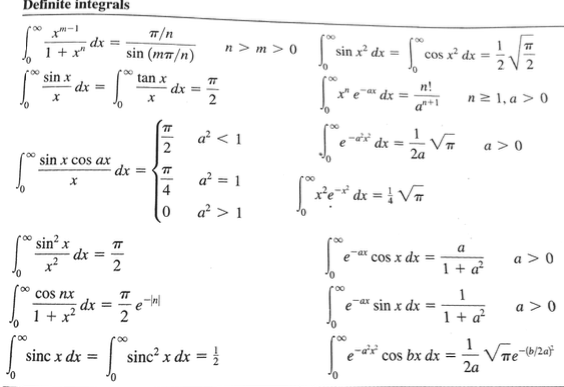 Definite integrals
∫₀^∞ x^(m−1)/(1 + x^n) dx = (π/n)/(sin (mπ/n))   n > m > 0
∫₀^∞ (sin x)/x dx = ∫₀^∞ (tan x)/x dx = π/2
∫₀^∞ (sin x cos ax)/x dx = { π/2   a² < 1
π/4   a² = 1
0   a² > 1
∫₀^∞ (sin² x)/x² dx = π/2
∫₀^∞ (cos nx)/(1 + x²) dx = π/2 e^(−|n|)
∫₀^∞ sinc x dx = ∫₀^∞ sinc² x dx = ½
∫₀^∞ sin x² dx = ∫₀^∞ cos x² dx = 1/2 √(π/2)
∫₀^∞ x^n e^(−ax) dx = n!/a^(n+1)   n ≥ 1, a > 0
∫₀^∞ e^(−a²x²) dx = 1/(2a) √π   a > 0
∫₀^∞ x²e^(−x²) dx = ¼ √π
∫₀^∞ e^(−ax) cos x dx = a/(1 + a²)   a > 0
∫₀^∞ e^(−ax) sin x dx = 1/(1 + a²)   a > 0
∫₀^∞ e^(−a²x²) cos bx dx = 1/(2a) √π e^(−(b/2a)²)